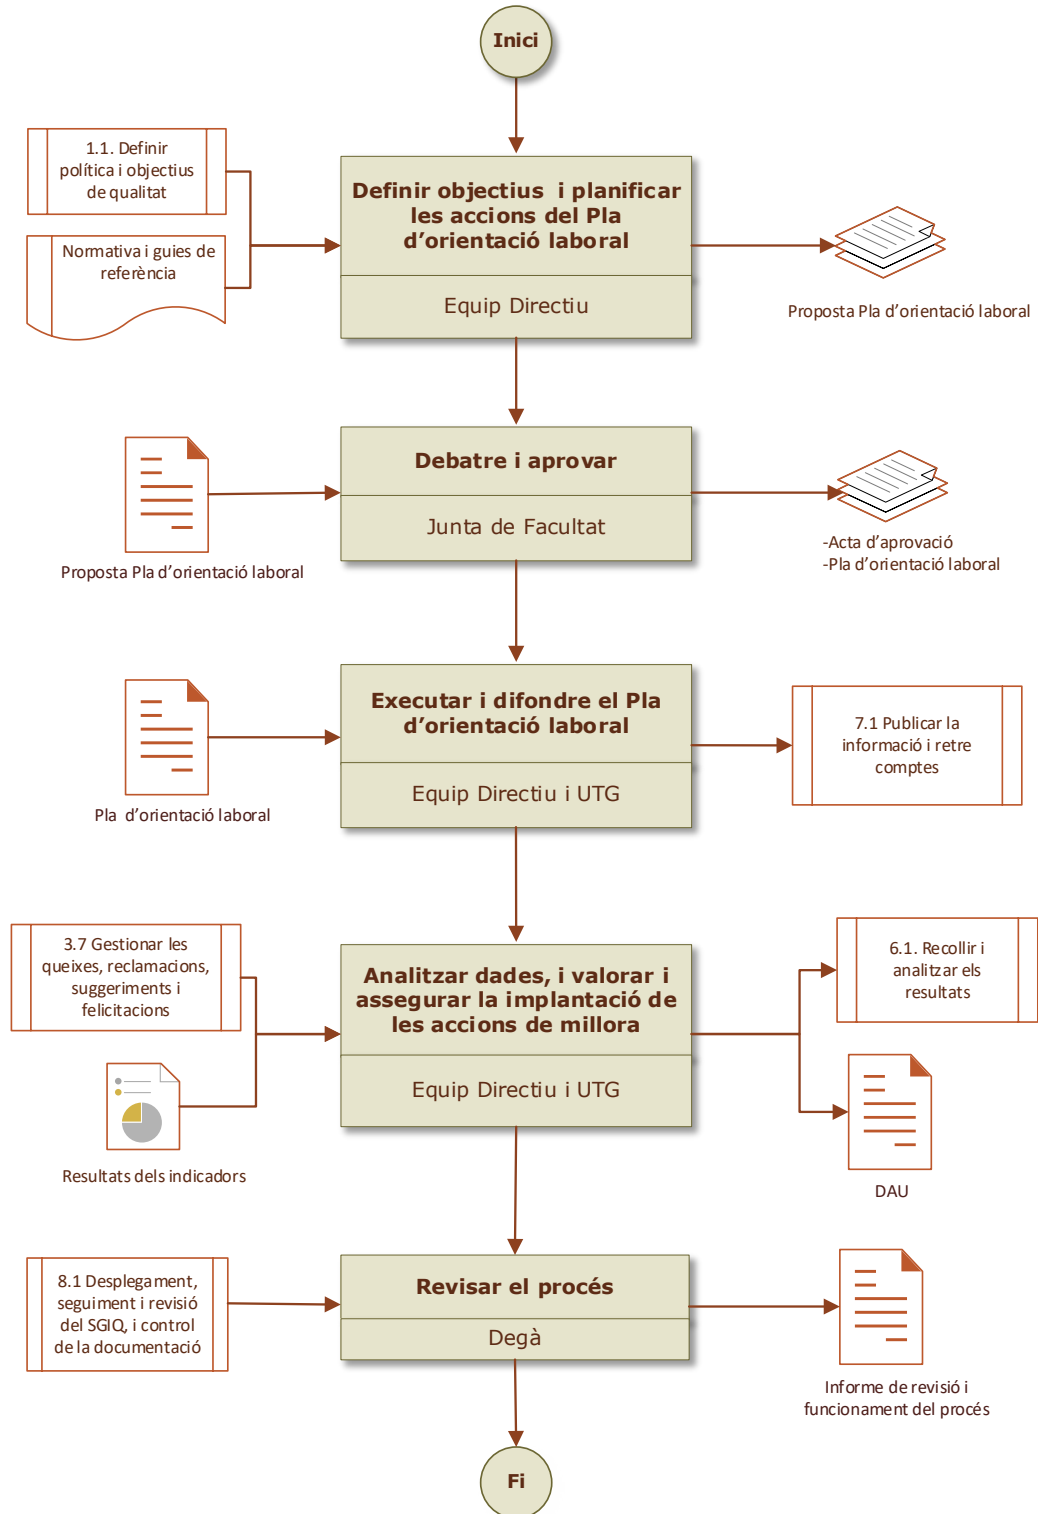 Inici
1.1. Definir
política i objectius
de qualitat
Normativa i guies de
referència
Definir objectius i planificar
les accions del Pla
d'orientació laboral
Equip Directiu
Proposta Pla d'orientació laboral
Proposta Pla d'orientació laboral
Debatre i aprovar
Junta de Facultat
-Acta d'aprovació
-Pla d'orientació laboral
Pla d'orientació laboral
Executar i difondre el Pla
d'orientació laboral
Equip Directiu i UTG
7.1 Publicar la
informació i retre
comptes
3.7 Gestionar les
queixes, reclamacions,
suggeriments i
felicitacions
Resultats dels indicadors
Analitzar dades, i valorar i
assegurar la implantació de
les accions de millora
Equip Directiu i UTG
6.1. Recollir i
analitzar els
resultats
DAU
8.1 Desplegament,
seguiment i revisió
del SGIQ, i control
de la documentació
Revisar el procés
Degà
Informe de revisió i
funcionament del procés
Fi